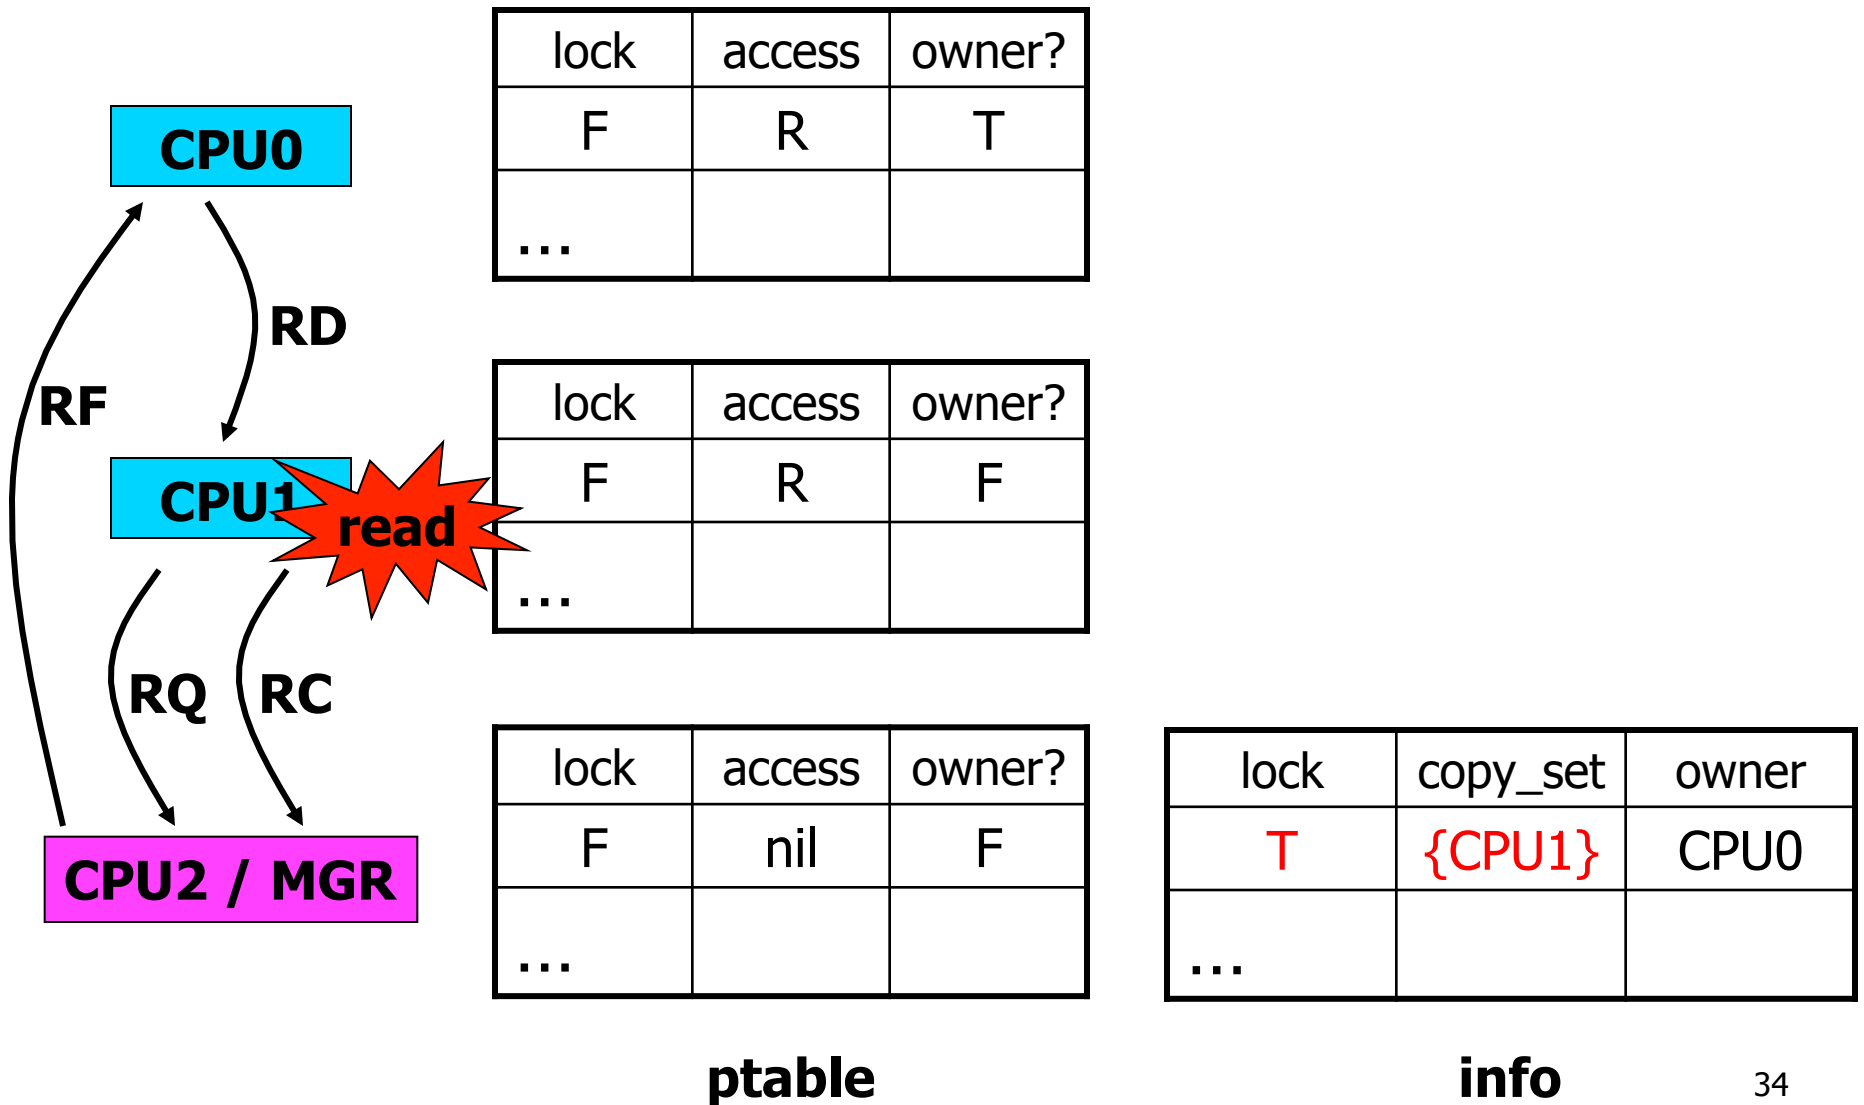 lock access owner?
F R T
...
CPU0
RD
RF
lock access owner?
F R F
...
CPU1
read
RQ RC
lock access owner?
F nil F
...
CPU2 / MGR
lock copy_set owner
T {CPU1} CPU0
...
ptable
info
34